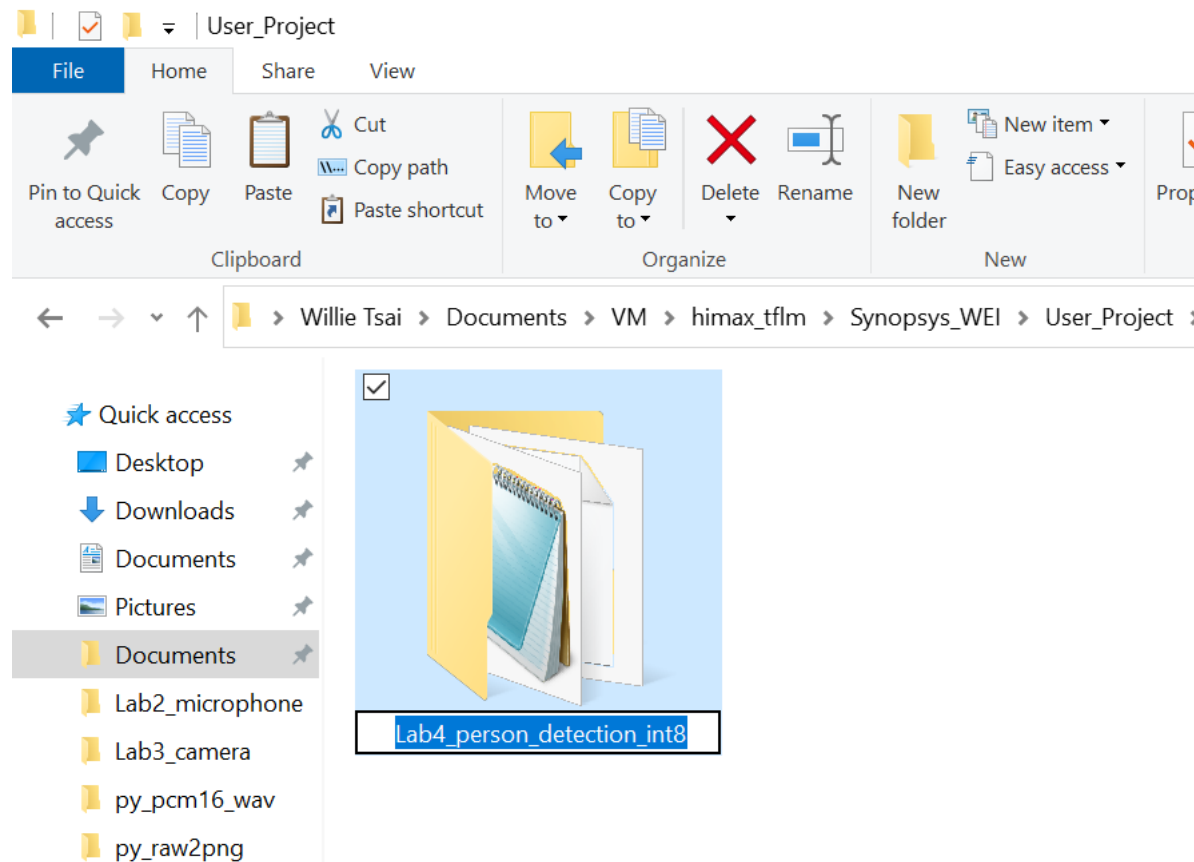 User_Project
File Home Share View
Pin to Quick access
Copy
Paste
Cut
Copy path
Paste shortcut
Clipboard
Move to
Copy to
Delete
Rename
Organize
New folder
New item
Easy access
New
Prop
Willie Tsai > Documents > VM > himax_tflm > Synopsys_WEI > User_Project >
Quick access
Desktop
Downloads
Documents
Pictures
Documents
Lab2_microphone
Lab3_camera
py_pcm16_wav
py_raw2png
Lab4_person_detection_int8